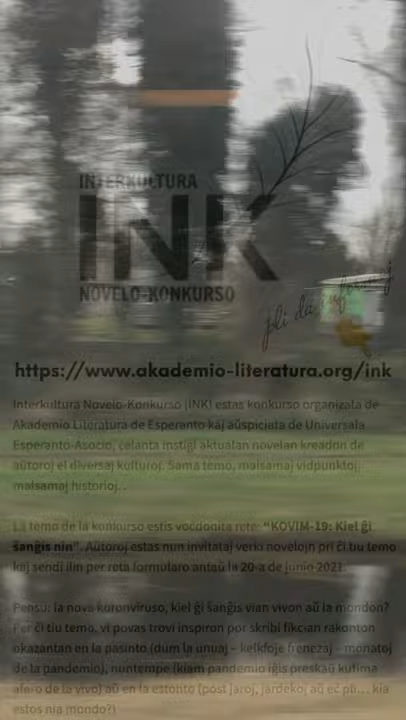 INTERKULTURA
INK
NOVELO-KONKURSO
pli da
https://www.akademio-literatura.org/ink
Interkultura Novelo-Konkurso (INK) estas konkurso organizata de
Akademio Literatura de Esperanto kaj aŭspiciata de Universala
Esperanto-Asocio, celanta instigi aktualan novelan kreadon de
aŭtoroj el diversaj kulturoj. Sama temo, malsamaj vidpunktoj,
malsamaj historioj...
La temo de la konkurso estis voĉdonita rete: “KOVIM-19: Kiel ĝi
ŝanĝis nin”. Aŭtoroj estas nun invitataj verki novelojn pri ĉi tiu temo
kaj sendi ilin per reta formularo antaŭ la 20-a de junio 2021.
Pensu: la nova koronviruso, kiel ĝi ŝanĝis vian vivon aŭ la mondon?
Per ĉi tiu temo, vi povas trovi inspiron por skribi fikcian rakonton
okazantan en la pasinto (dum la unuaj – kelkfoje frenezaj – monatoj
de la pandemio), nuntempe (kiam pandemio iĝis preskaŭ kutima
afero de la vivo) aŭ en la estonto (post jaroj, jardekoj aŭ eĉ pli... kia
estos nia mondo?)